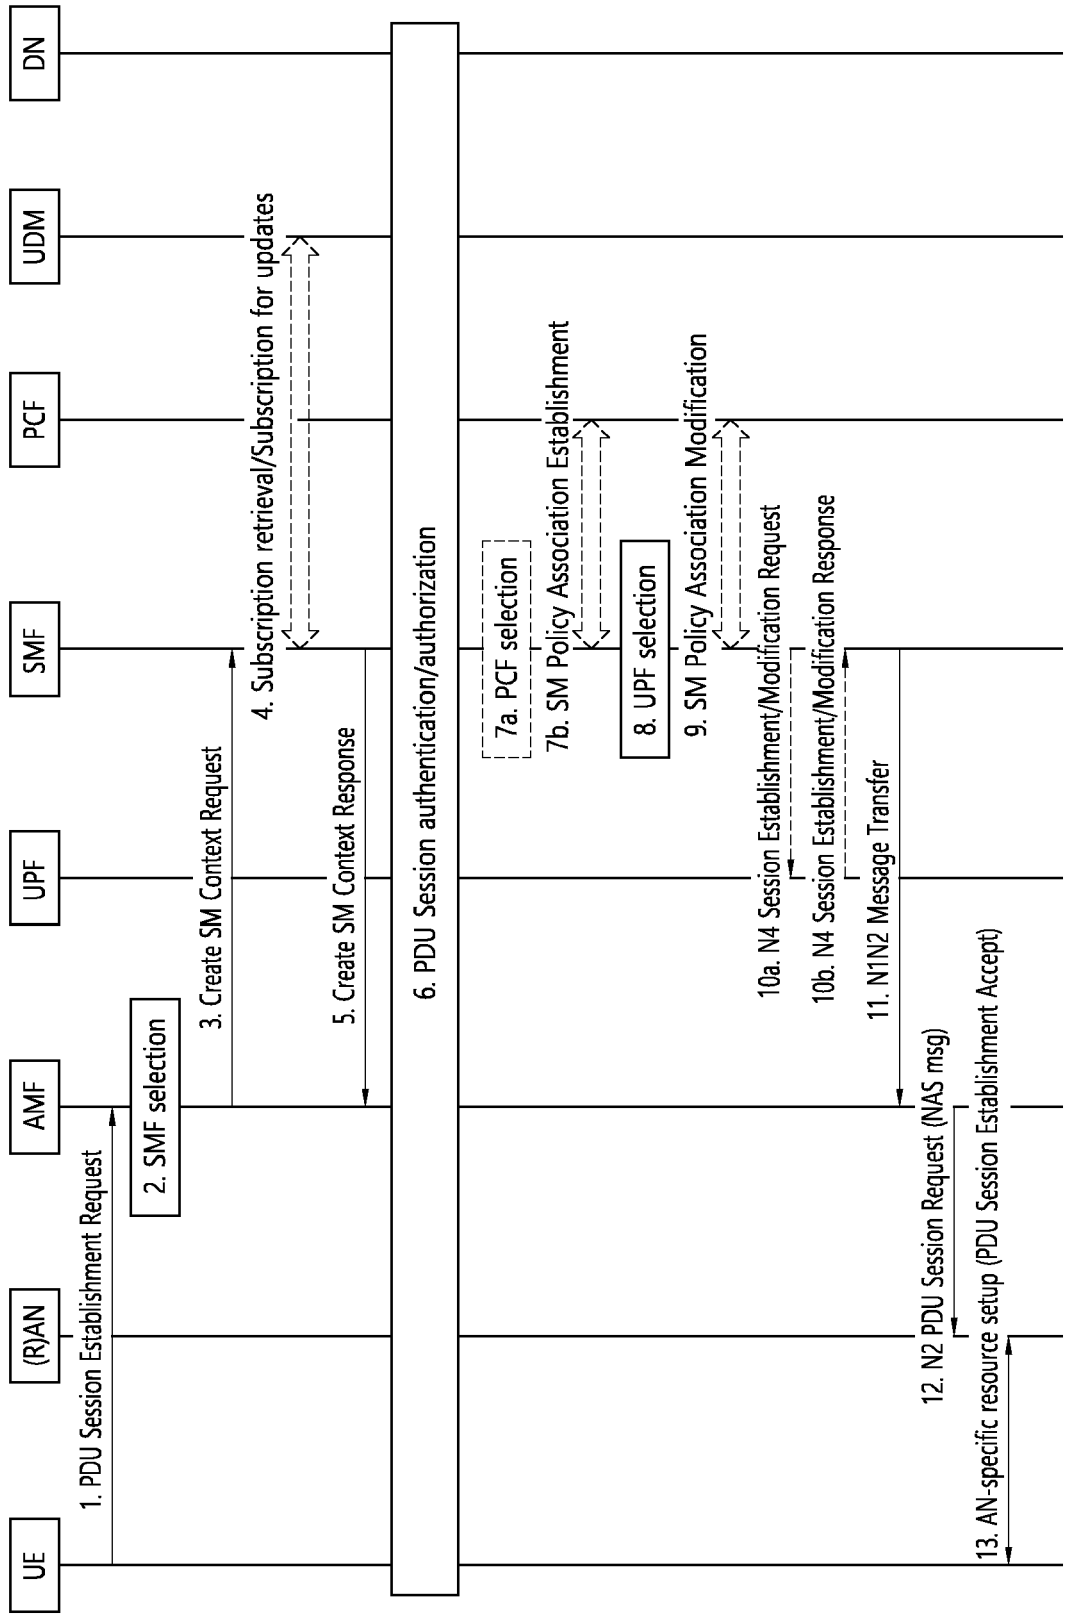 UE
(R)AN
AMF
UPF
SMF
PCF
UDM
DN
1. PDU Session Establishment Request
2. SMF selection
3. Create SM Context Request
4. Subscription retrieval/Subscription for updates
5. Create SM Context Response
6. PDU Session authentication/authorization
7a. PCF selection
7b. SM Policy Association Establishment
8. UPF selection
9. SM Policy Association Modification
10a. N4 Session Establishment/Modification Request
10b. N4 Session Establishment/Modification Response
11. N1N2 Message Transfer
12. N2 PDU Session Request (NAS msg)
13. AN-specific resource setup (PDU Session Establishment Accept)